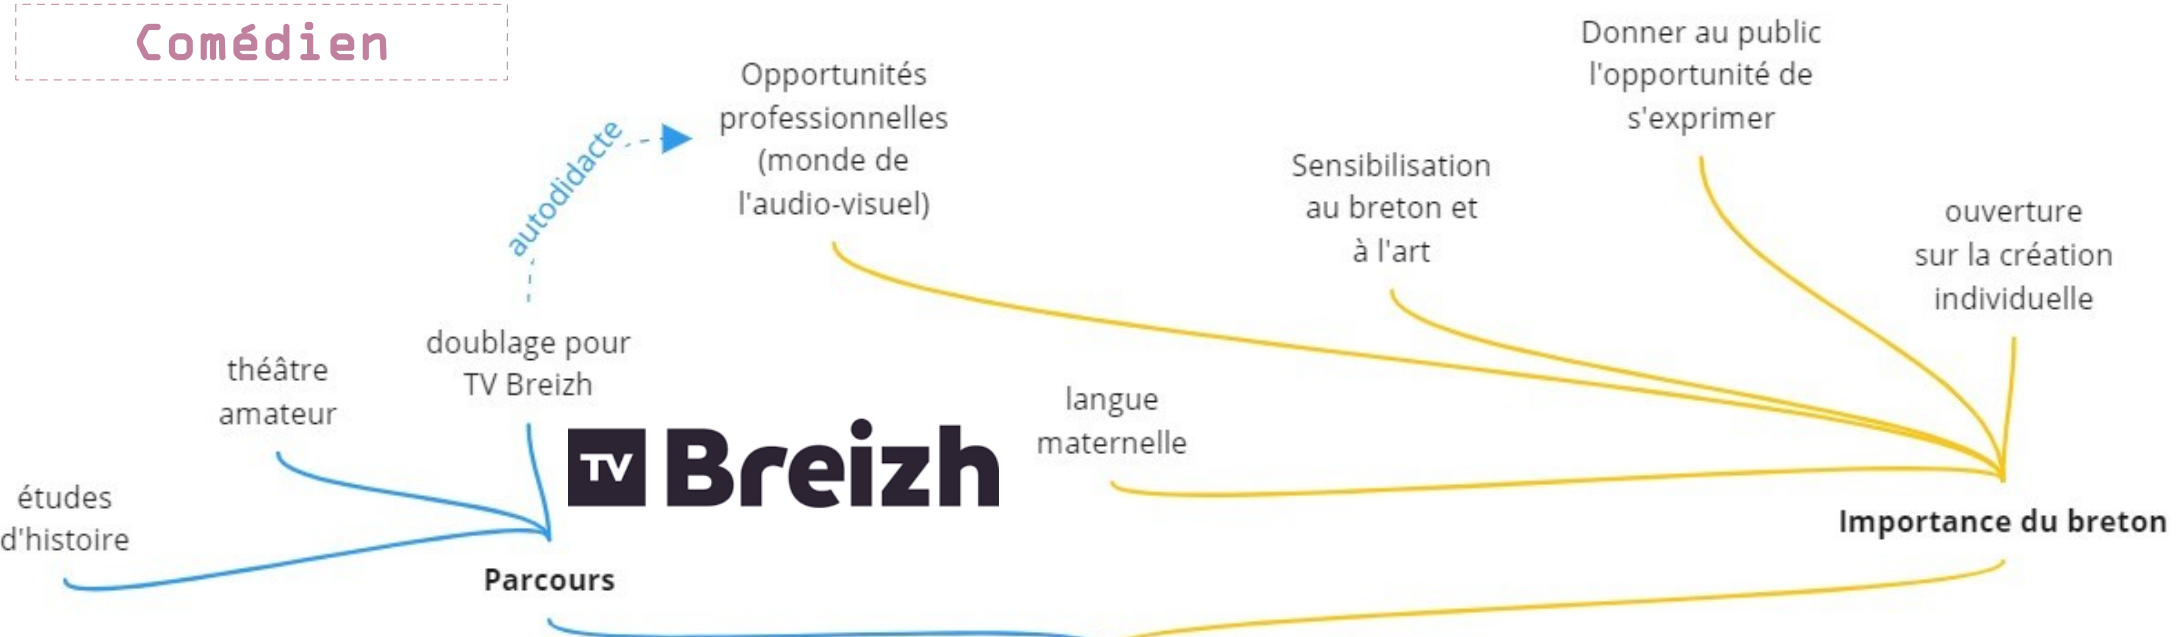 Comédien
Opportunités
professionnelles
(monde de
l'audio-visuel)
Donner au public
l'opportunité de
s'exprimer
Sensibilisation
au breton et
à l'art
ouverture
sur la création
individuelle
autodidacte
doublage pour
TV Breizh
théâtre
amateur
TV Breizh
langue
maternelle
études
d'histoire
Parcours
Importance du breton